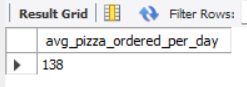 Result Grid Filter Rows:
avg_pizza_ordered_per_day
138